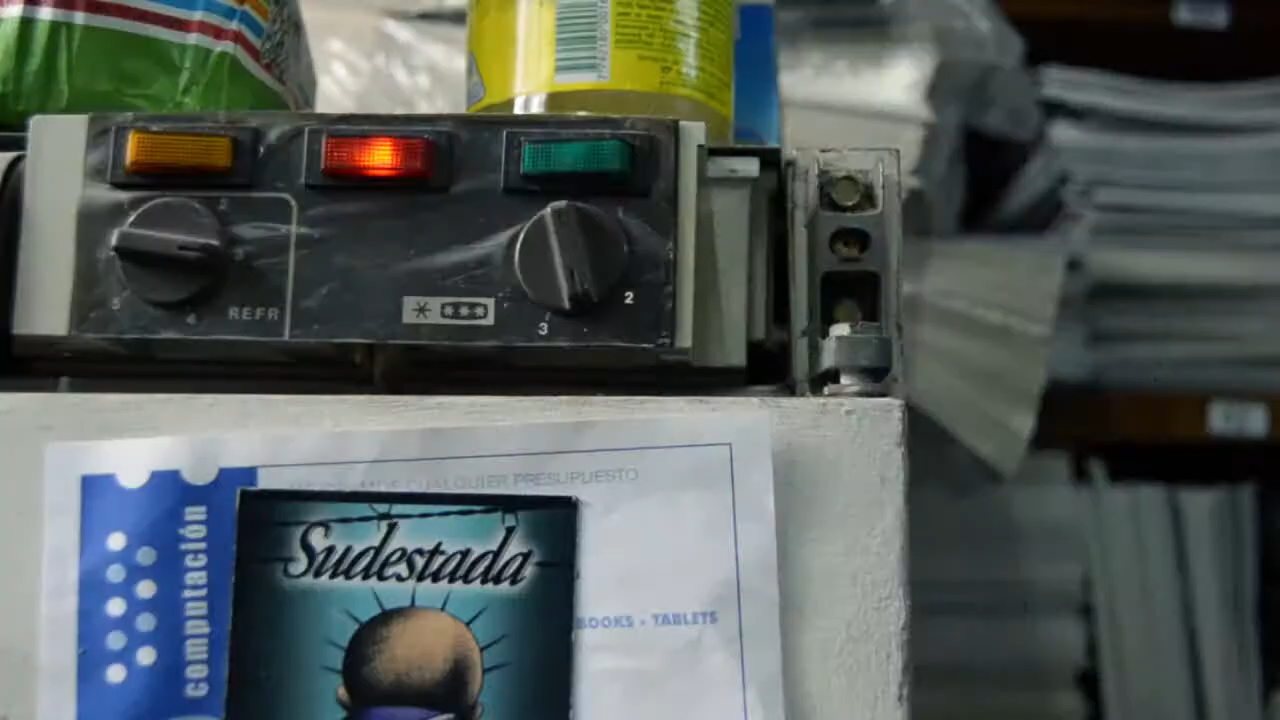 REFR
2
3
4
5
CUALQUIER PRESUPUESTO
computación
Sudestada
BOOKS - TABLETS